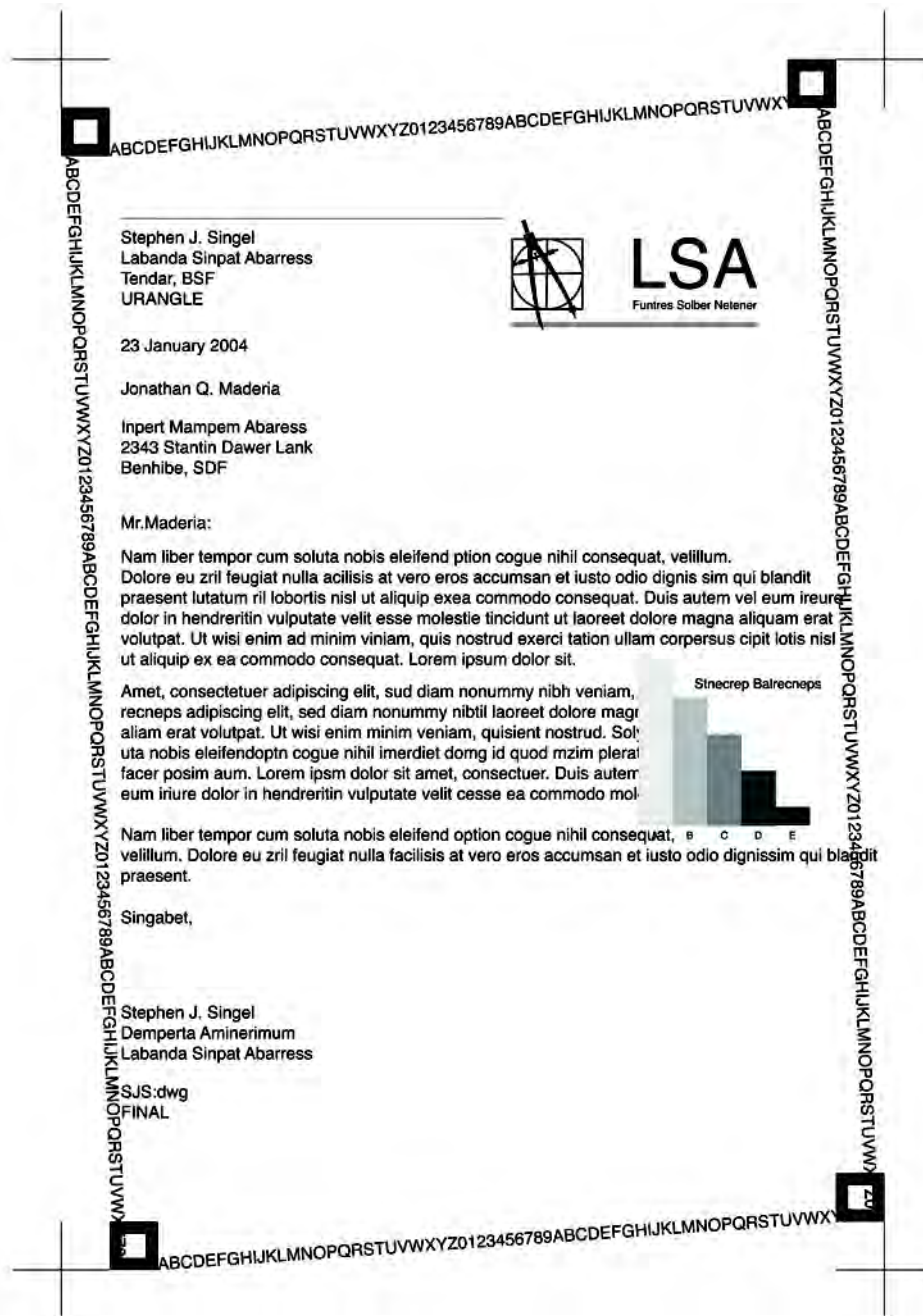 ABCDEFGHIJKLMNOPQRSTUVWXYZ0123456789ABCDEFGHIJKLMNOPQRSTUVWXY
ABCDEFGHIJKLMNOPQRSTUVWXYZ0123456789ABCDEFGHIJKLMNOPQRSTUVWXYZ0123456789ABCDEFGHIJKLMNOPQRSTUVWX
Stephen J. Singel
Labanda Sinpat Abarress
Tendar, BSF
URANGLE
LSA
Funtres Solber Netener
23 January 2004
Jonathan Q. Maderia
Inpert Mampem Abaress
2343 Stantin Dawer Lank
Benhibe, SDF
Mr.Maderia:
Nam liber tempor cum soluta nobis eleifend ption cogue nihil consequat, velillum.
Dolore eu zril feugiat nulla acilisis at vero eros accumsan et iusto odio dignis sim qui blandit
praesent lutatum ril lobortis nisl ut aliquip exea commodo consequat. Duis autem vel eum ireure
dolor in hendreritin vulputate velit esse molestie tincidunt ut laoreet dolore magna aliquam erat
volutpat. Ut wisi enim ad minim viniam, quis nostrud exerci tation ullam corpersus cipit lotis nisl
ut aliquip ex ea commodo consequat. Lorem ipsum dolor sit.
Amet, consectetuer adipiscing elit, sud diam nonummy nibh veniam,
recneps adipiscing elit, sed diam nonummy nibtil laoreet dolore magr
aliam erat volutpat. Ut wisi enim minim veniam, quisient nostrud. Sol
uta nobis eleifendoptn cogue nihil imerdiet domg id quod mzim plerat
facer posim aum. Lorem ipsm dolor sit amet, consectuer. Duis autem
eum iriure dolor in hendreritin vulputate velit cesse ea commodo mol
Stnecrep Balrecneps
B C D E
Nam liber tempor cum soluta nobis eleifend option cogue nihil consequat,
velillum. Dolore eu zril feugiat nulla facilisis at vero eros accumsan et iusto odio dignissim qui blandit
praesent.
Singabet,
Stephen J. Singel
Demperta Aminerimum
Labanda Sinpat Abarress
SJS:dwg
FINAL
ABCDEFGHIJKLMNOPQRSTUVWXYZ0123456789ABCDEFGHIJKLMNOPQRSTUVWXYZ0123456789ABCDEFGHIJKLMNOPQRSTUVWX
ABCDEFGHIJKLMNOPQRSTUVWXYZ0123456789ABCDEFGHIJKLMNOPQRSTUVWXY